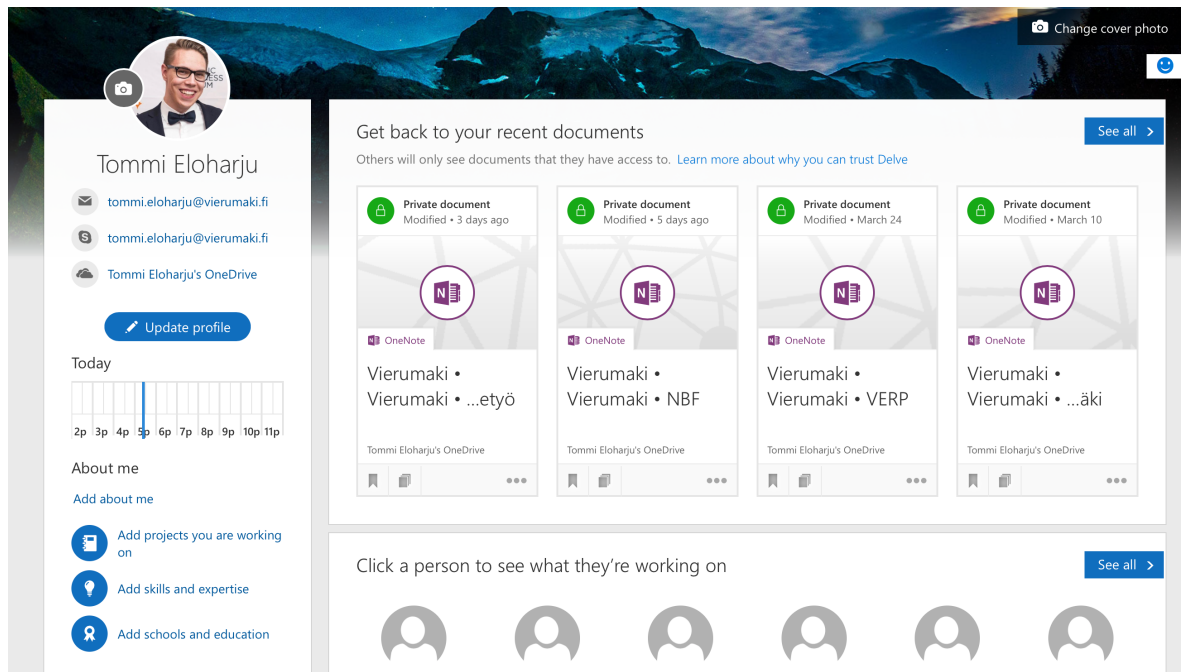 Change cover photo
Tommi Eloharju
tommi.eloharju@vierumaki.fi
tommi.eloharju@vierumaki.fi
Tommi Eloharju's OneDrive
Update profile
Today
2p 3p 4p 5p 6p 7p 8p 9p 10p 11p
About me
Add about me
Add projects you are working
on
Add skills and expertise
Add schools and education
Get back to your recent documents
See all
Others will only see documents that they have access to. Learn more about why you can trust Delve
Private document
Modified • 3 days ago
OneNote
Vierumaki •
Vierumaki • ...etyö
Tommi Eloharju's OneDrive
Private document
Modified • 5 days ago
OneNote
Vierumaki •
Vierumaki • NBF
Tommi Eloharju's OneDrive
Private document
Modified • March 24
OneNote
Vierumaki •
Vierumaki • VERP
Tommi Eloharju's OneDrive
Private document
Modified • March 10
OneNote
Vierumaki •
Vierumaki • ...äki
Tommi Eloharju's OneDrive
Click a person to see what they're working on
See all